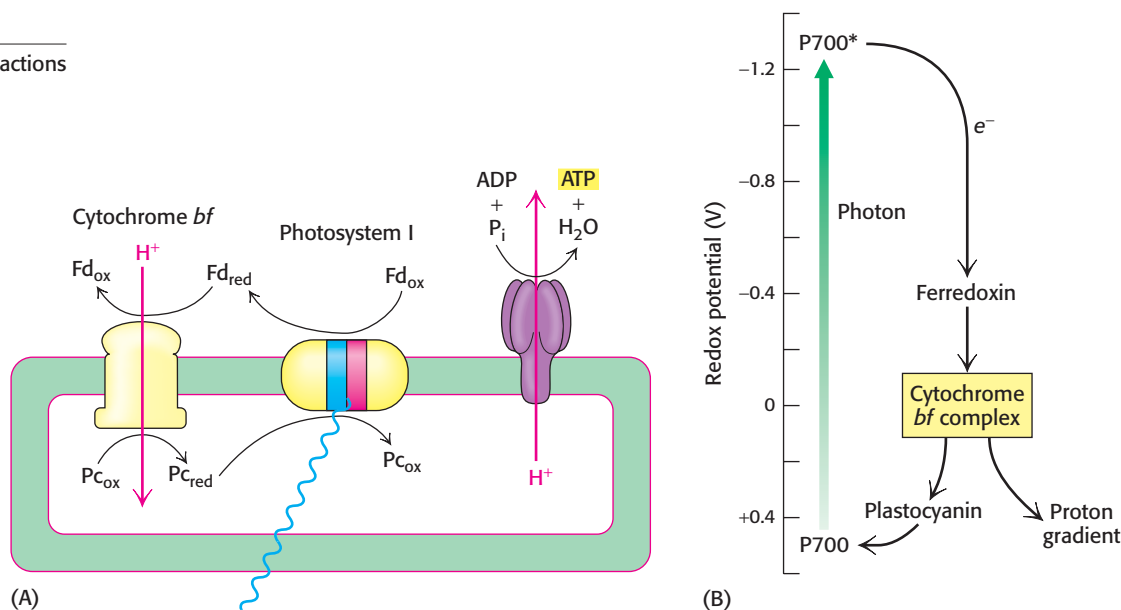 actions
Cytochrome bf
H+
Fdox
Fdred
Photosystem I
Fdox
ADP
+
Pi
ATP
+
H2O
Pcox
Pcred
Pcox
H+
(A)
Redox potential (V)
−1.2
−0.8
−0.4
0
+0.4
P700*
e−
Photon
Ferredoxin
Cytochrome
bf complex
Plastocyanin
Proton
gradient
P700
(B)